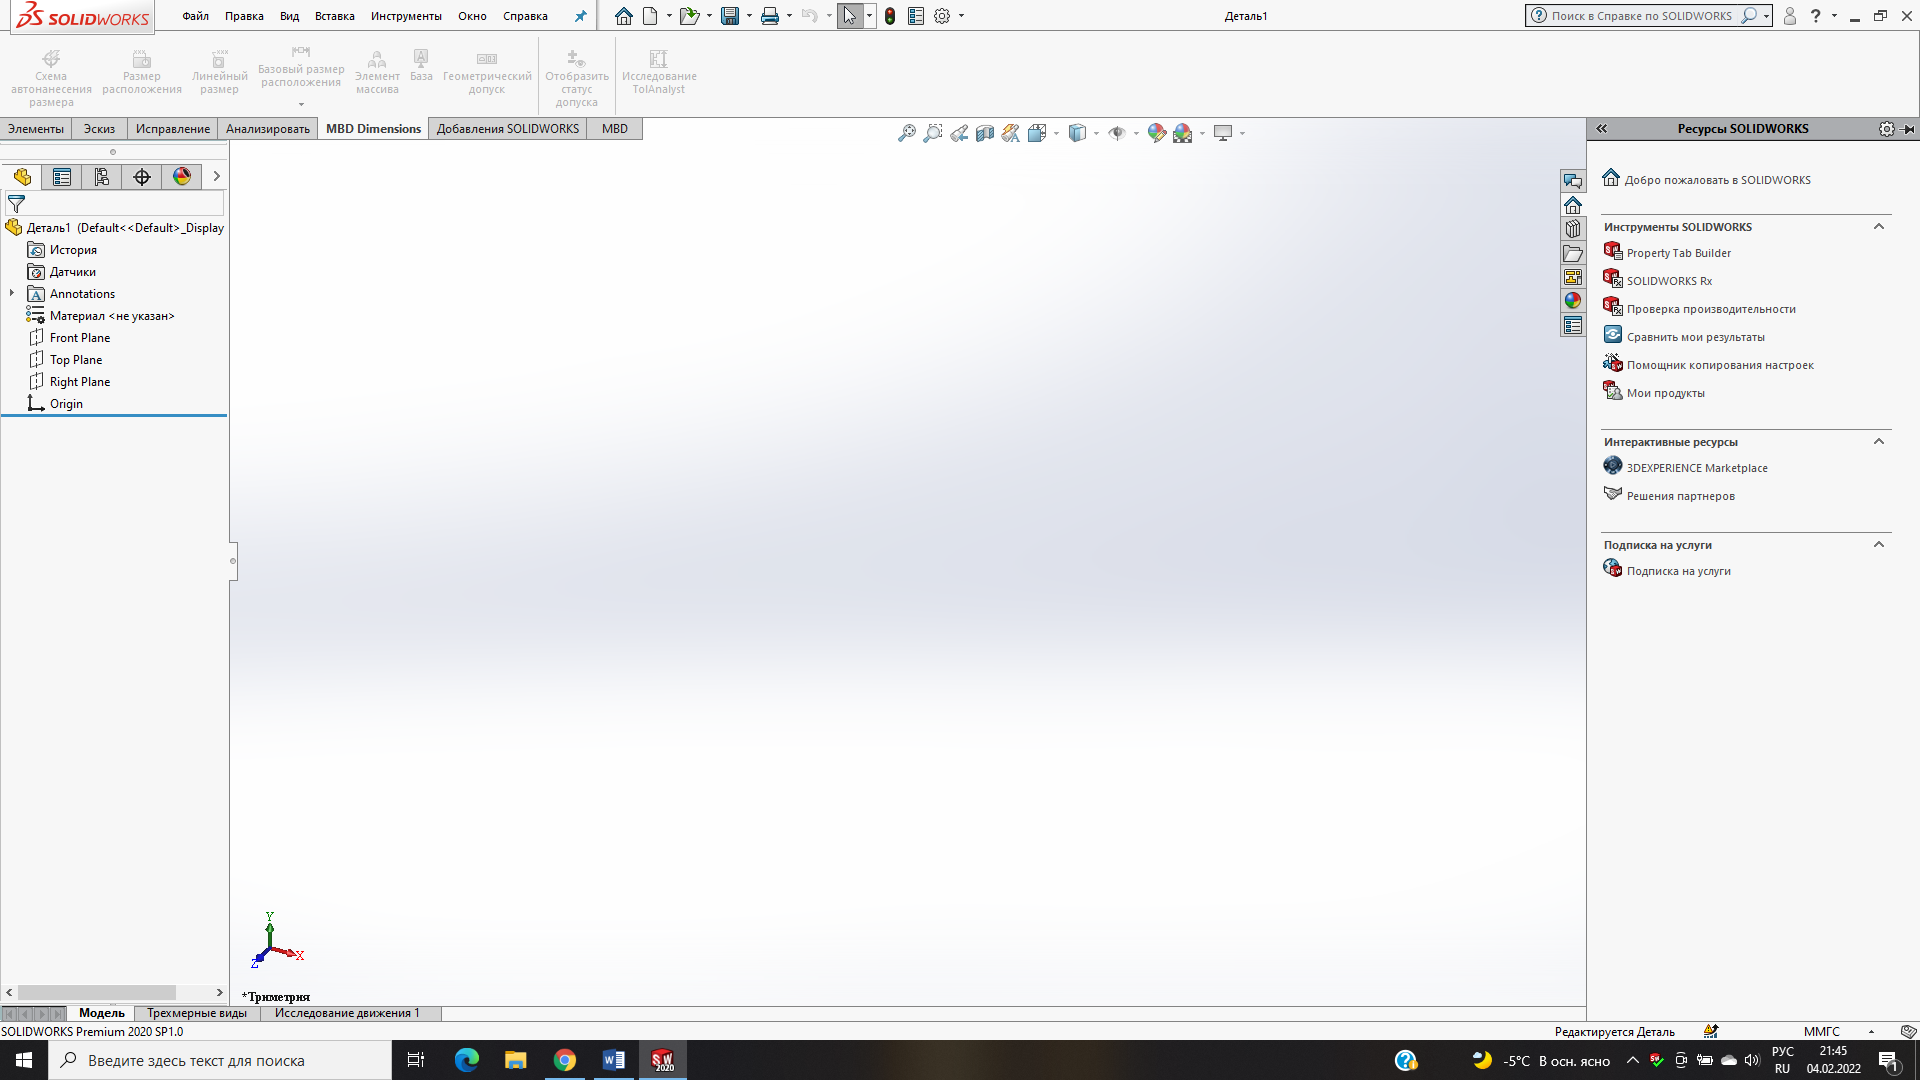 SOLIDWORKS
Файл Правка Вид Вставка Инструменты Окно Справка
Деталь1
Поиск в Справке по SOLIDWORKS
?
Схема автонанесения размера
Размер расположения
Линейный размер
Базовый размер расположения
Элемент массива
База
Геометрический допуск
Отобразить статус допуска
Исследование TolAnalyst
Элементы Эскиз Исправление Анализировать MBD Dimensions Добавления SOLIDWORKS MBD
Деталь1 (Default<<Default>_Display
История
Датчики
Annotations
Материал <не указан>
Front Plane
Top Plane
Right Plane
Origin
Y
X
Z
*Триметрия
Ресурсы SOLIDWORKS
Добро пожаловать в SOLIDWORKS
Инструменты SOLIDWORKS
Property Tab Builder
SOLIDWORKS Rx
Проверка производительности
Сравнить мои результаты
Помощник копирования настроек
Мои продукты
Интерактивные ресурсы
3DEXPERIENCE Marketplace
Решения партнеров
Подписка на услуги
Подписка на услуги
Модель Трехмерные виды Исследование движения 1
SOLIDWORKS Premium 2020 SP1.0
Редактируется Деталь
ММГС
Введите здесь текст для поиска
SW 2020
-5°C В осн. ясно
РУС
RU
21:45
04.02.2022
1